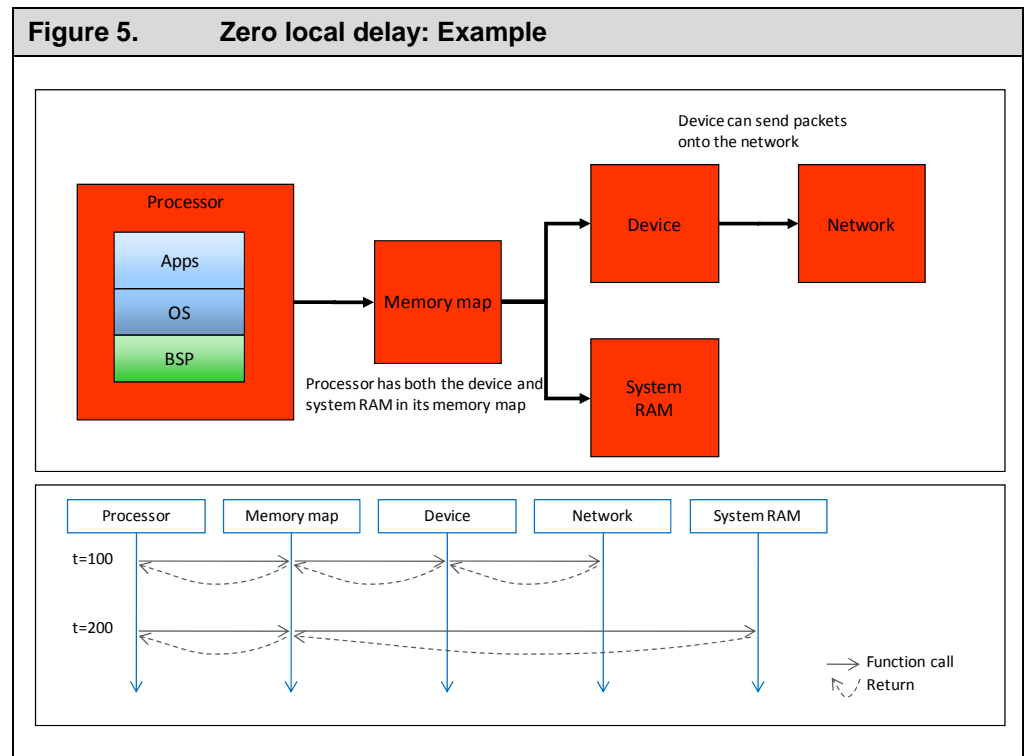 Figure 5. Zero local delay: Example
Device can send packets
onto the network
Processor
Apps
OS
BSP
Memory map
Device
Network
Processor has both the device and
system RAM in its memory map
System
RAM
Processor
Memory map
Device
Network
System RAM
t=100
t=200
Function call
Return